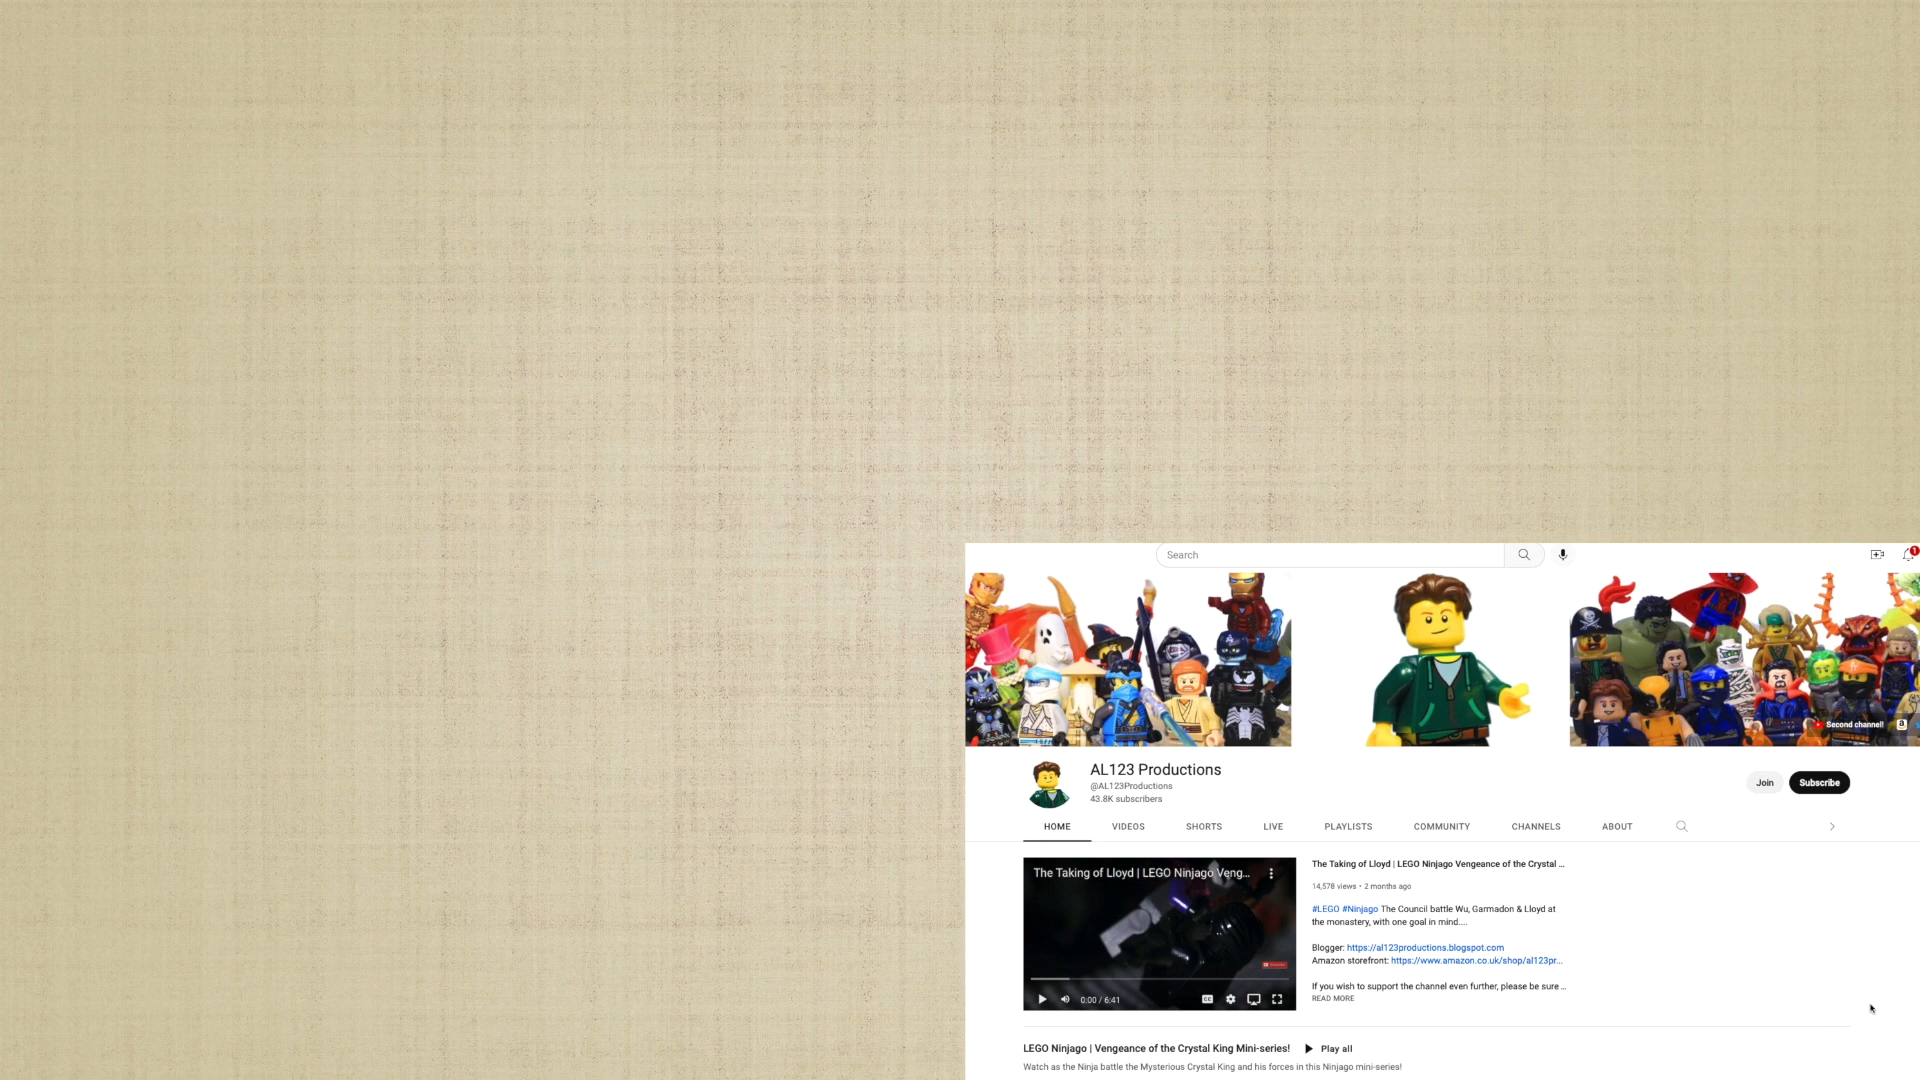 Search
1
Second channel!
AL123 Productions
@AL123Productions
43.8K subscribers
Join
Subscribe
HOME
VIDEOS
SHORTS
LIVE
PLAYLISTS
COMMUNITY
CHANNELS
ABOUT
The Taking of Lloyd | LEGO Ninjago Veng...
0:00 / 6:41
The Taking of Lloyd | LEGO Ninjago Vengeance of the Crystal ...
14,578 views • 2 months ago
#LEGO #Ninjago The Council battle Wu, Garmadon & Lloyd at
the monastery, with one goal in mind....
Blogger: https://al123productions.blogspot.com
Amazon storefront: https://www.amazon.co.uk/shop/al123pr...
If you wish to support the channel even further, please be sure ...
READ MORE
LEGO Ninjago | Vengeance of the Crystal King Mini-series!
Play all
Watch as the Ninja battle the Mysterious Crystal King and his forces in this Ninjago mini-series!